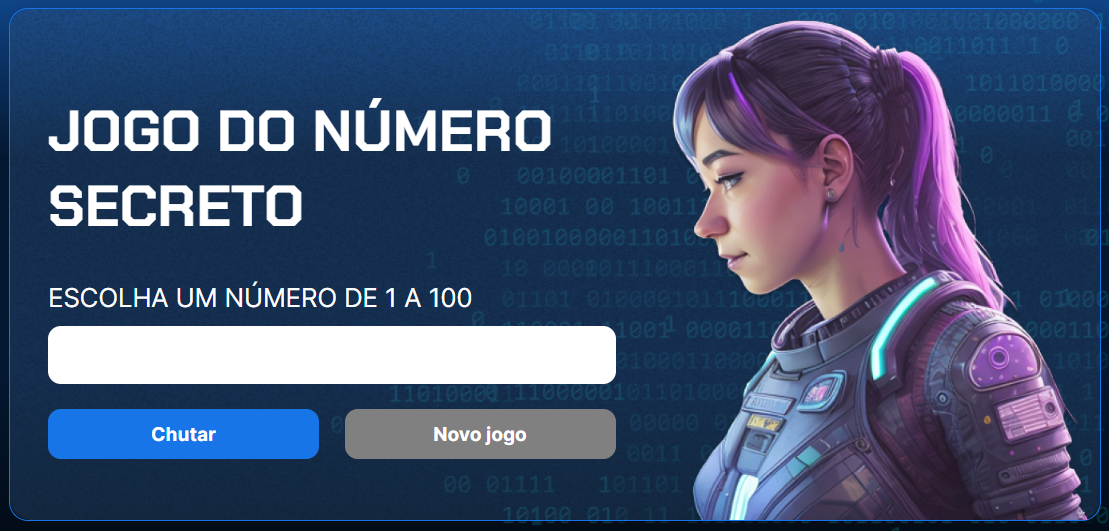 JOGO DO NÚMERO
SECRETO
ESCOLHA UM NÚMERO DE 1 A 100
Chutar
Novo jogo